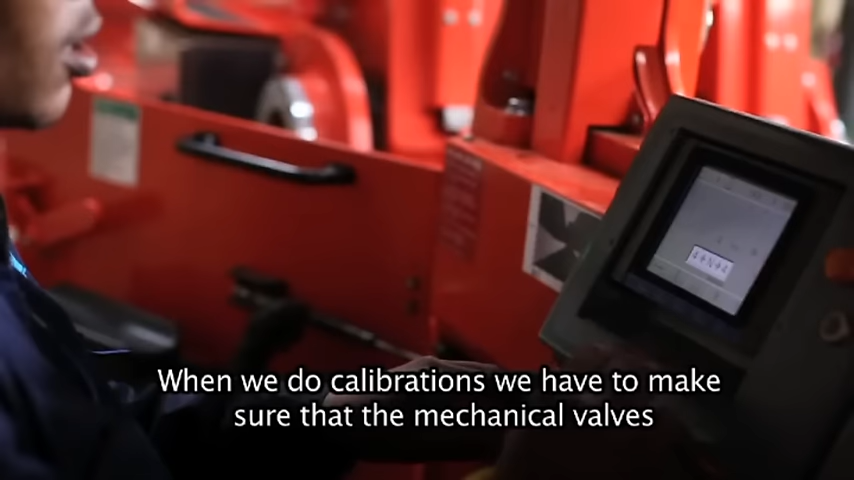 When we do calibrations we have to make
sure that the mechanical valves